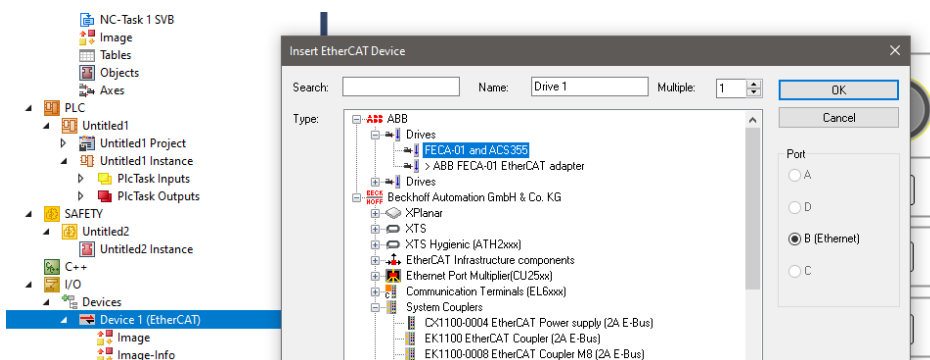 NC-Task 1 SVB
Image
Tables
Objects
Axes
PLC
Untitled1
Untitled1 Project
Untitled1 Instance
PlcTask Inputs
PlcTask Outputs
SAFETY
Untitled2
Untitled2 Instance
C++
I/O
Devices
Device 1 (EtherCAT)
Image
Image-Info
Insert EtherCAT Device
Search: Name: Drive 1 Multiple: 1 OK
Type: Cancel
ABB ABB
Drives
FECA-01 and ACS355
> ABB FECA-01 EtherCAT adapter
Drives
BECKHOFF Beckhoff Automation GmbH & Co. KG
XPlanar
XTS
XTS Hygienic (ATH2xxx)
EtherCAT Infrastructure components
Ethernet Port Multiplier(CU25xx)
Communication Terminals (EL6xxx)
System Couplers
CX1100-0004 EtherCAT Power supply (2A E-Bus)
EK1100 EtherCAT Coupler (2A E-Bus)
EK1100-0008 EtherCAT Coupler M8 (2A E-Bus)
Port
A
D
B (Ethernet)
C